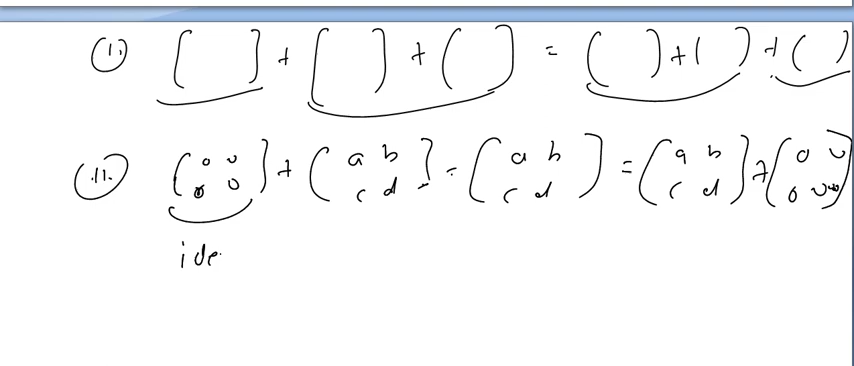 (i) [ ] + [ ] + ( ) = ( ) + ( ) + ( )
(ii) [0 0 0 0] + [a b c d] = [a b c d] = [a b c d] + [0 0 0 0]
ide